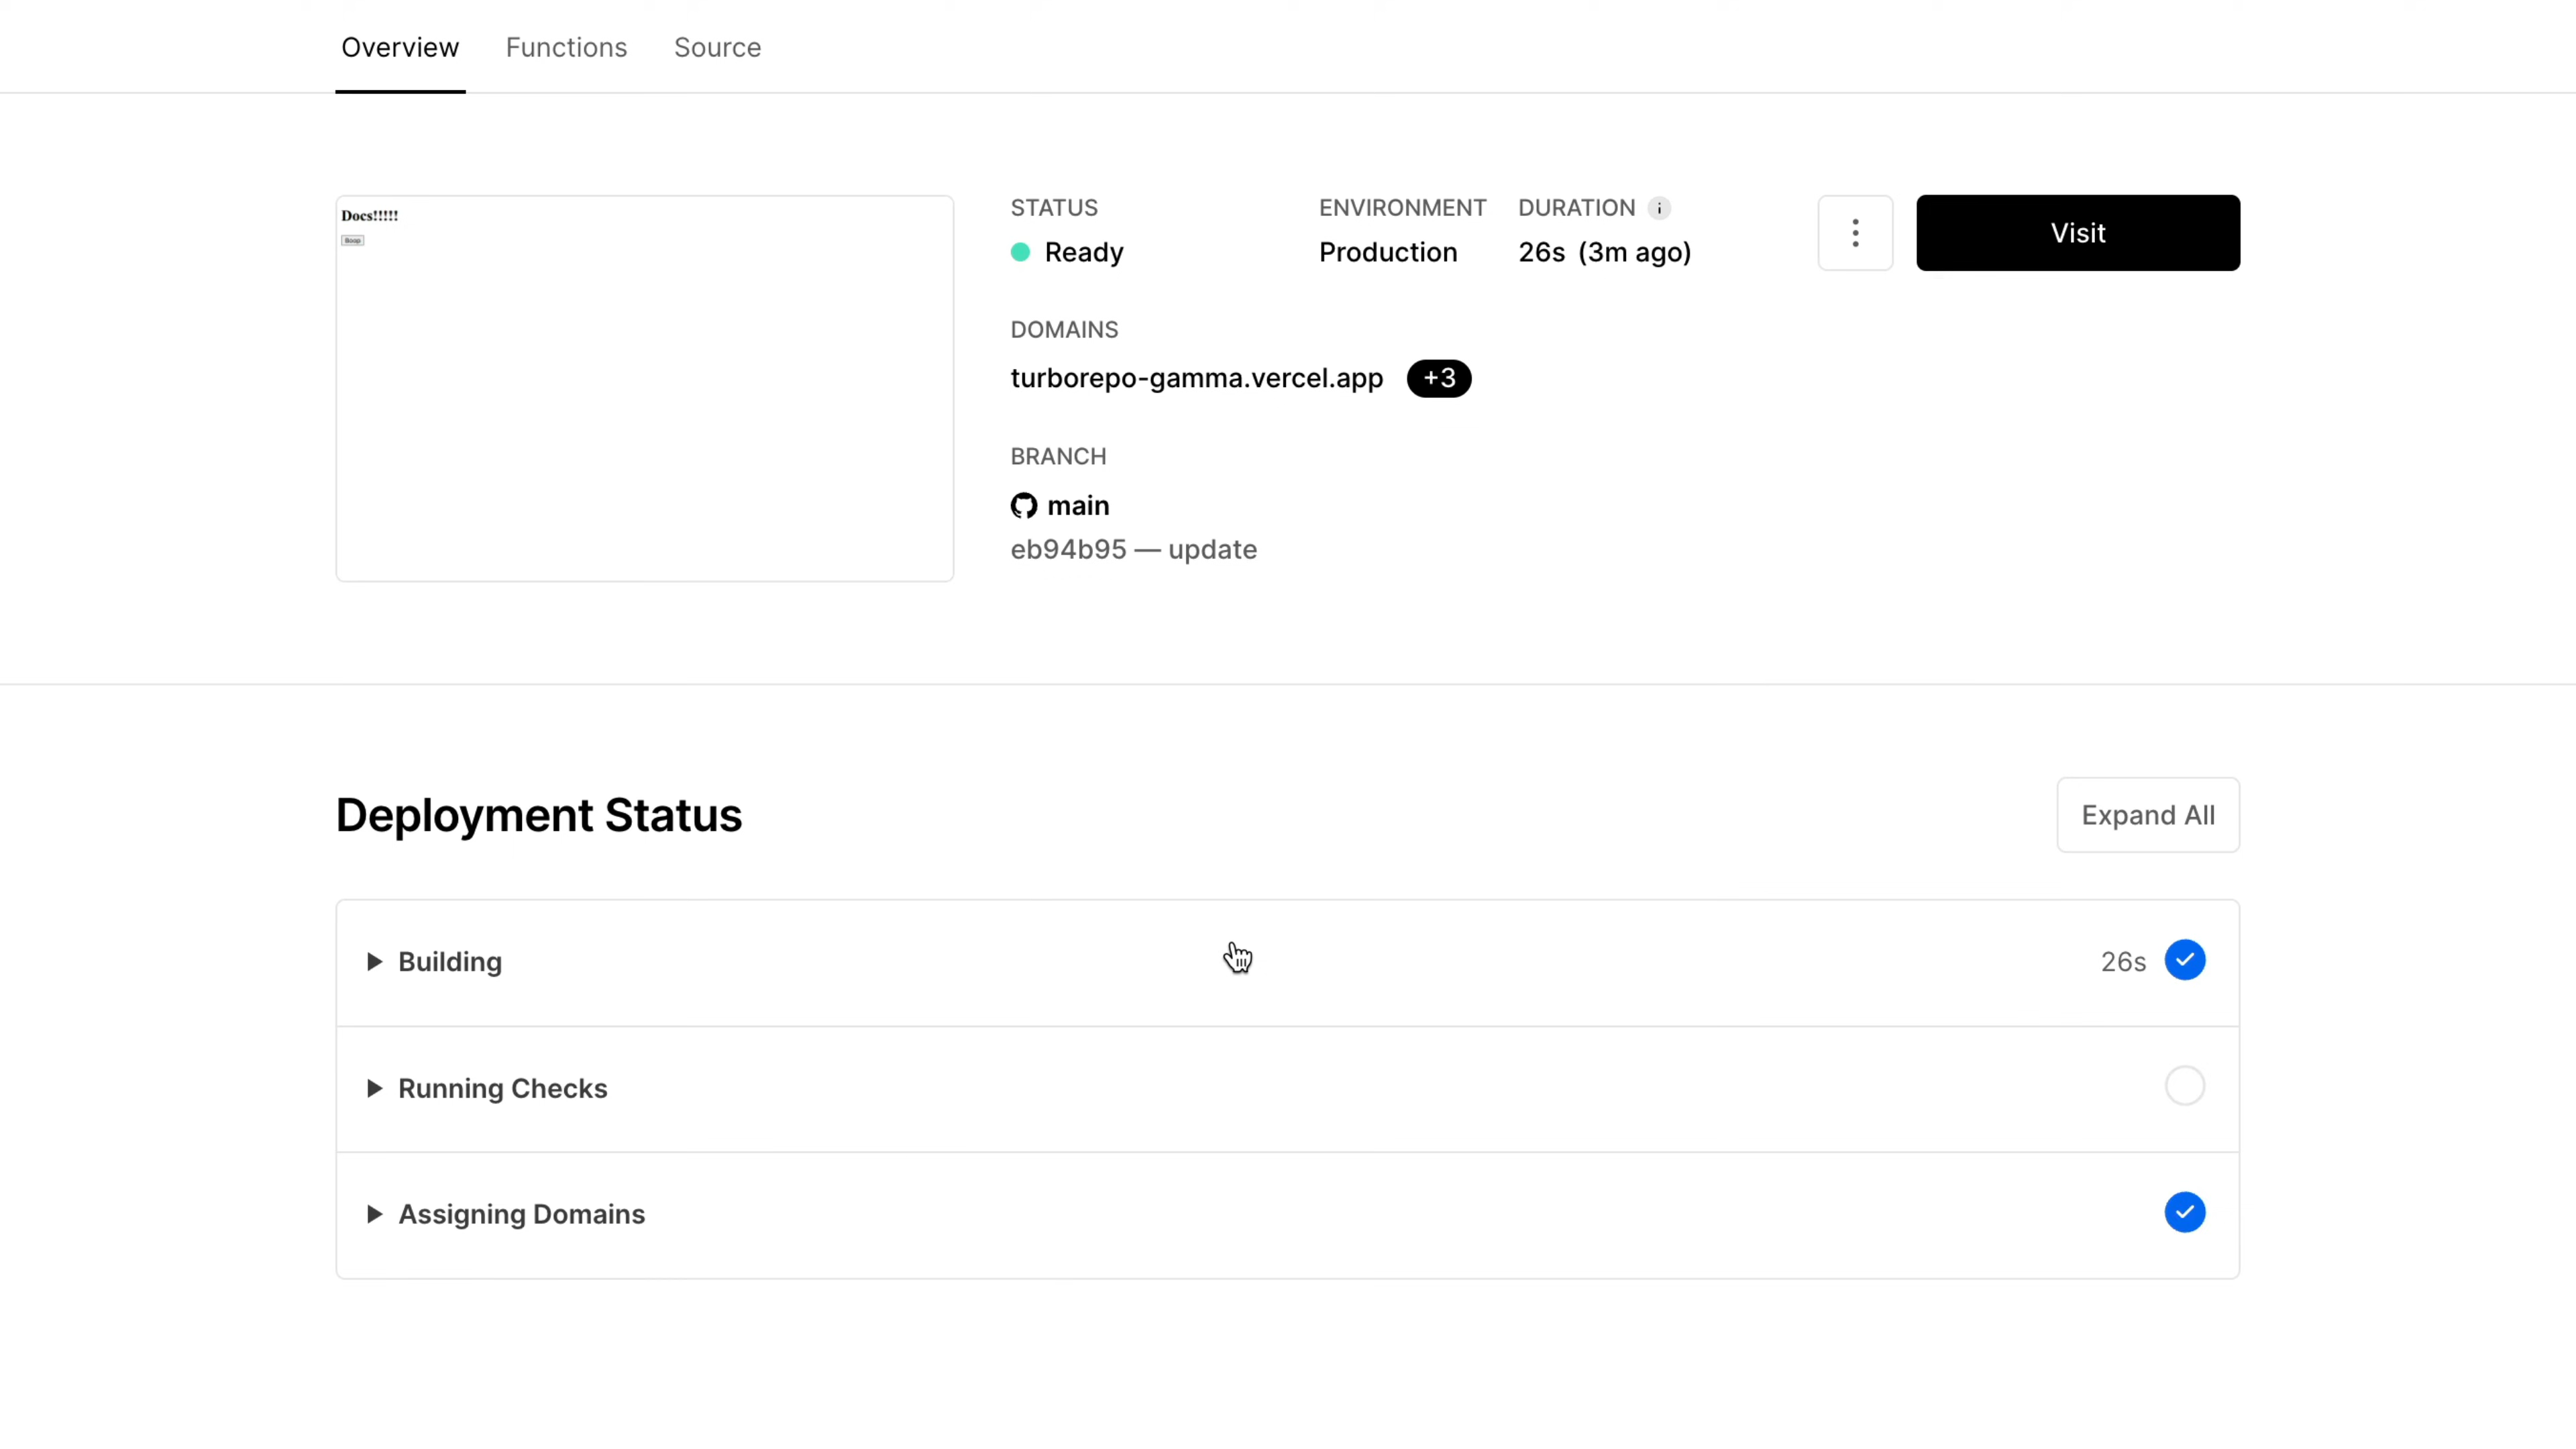 Overview Functions Source
Docs!!!!!
Boop
STATUS ENVIRONMENT DURATION i
Ready Production 26s (3m ago)
Visit
DOMAINS
turborepo-gamma.vercel.app +3
BRANCH
main
eb94b95 — update
Deployment Status
Expand All
Building 26s
Running Checks
Assigning Domains